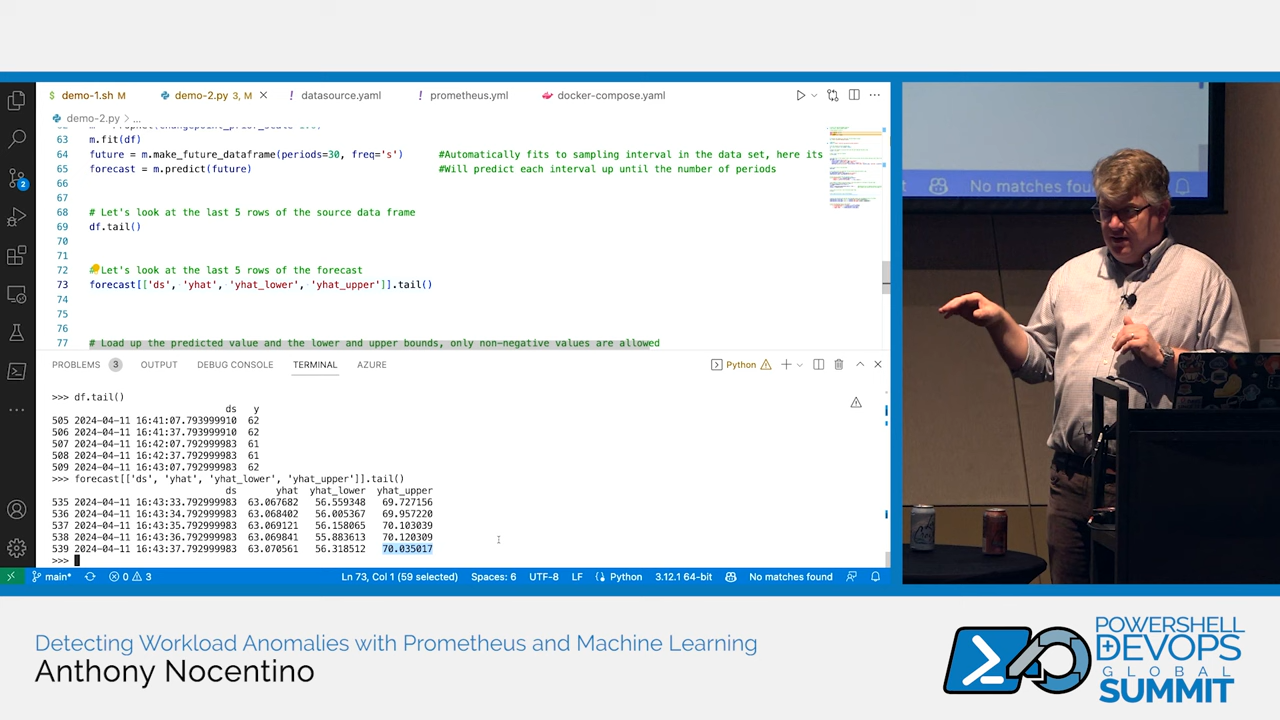 demo-1.sh M
demo-2.py 3, M
datasource.yaml
prometheus.yml
docker-compose.yaml
demo-2.py > ...
63 m.fit(df)
64 future = m.make_future_dataframe(periods=30, freq='s') #Automatically fits the sampling interval in the data set, here its
65 forecast = m.predict(future) #Will predict each interval up until the number of periods
66
67
68 # Let's look at the last 5 rows of the source data frame
69 df.tail()
70
71
72 # Let's look at the last 5 rows of the forecast
73 forecast[['ds', 'yhat', 'yhat_lower', 'yhat_upper']].tail()
74
75
76
77 # Load up the predicted value and the lower and upper bounds, only non-negative values are allowed
PROBLEMS 3 OUTPUT DEBUG CONSOLE TERMINAL AZURE
Python
>>> df.tail()
ds y
505 2024-04-11 16:41:07.793999910 62
506 2024-04-11 16:41:37.793999910 62
507 2024-04-11 16:42:07.792999983 61
508 2024-04-11 16:42:37.792999983 61
509 2024-04-11 16:43:07.792999983 62
>>> forecast[['ds', 'yhat', 'yhat_lower', 'yhat_upper']].tail()
ds yhat yhat_lower yhat_upper
535 2024-04-11 16:43:33.792999983 63.067682 56.559348 69.727156
536 2024-04-11 16:43:34.792999983 63.068402 56.005367 69.957220
537 2024-04-11 16:43:35.792999983 63.069121 56.158065 70.103039
538 2024-04-11 16:43:36.792999983 63.069841 55.883613 70.120309
539 2024-04-11 16:43:37.792999983 63.070561 56.318512 70.035017
>>>
2
main* 0 3 Ln 73, Col 1 (59 selected) Spaces: 6 UTF-8 LF Python 3.12.1 64-bit No matches found
No matches fou
Detecting Workload Anomalies with Prometheus and Machine Learning
Anthony Nocentino
POWERSHELL
DEVOPS
GLOBAL
SUMMIT